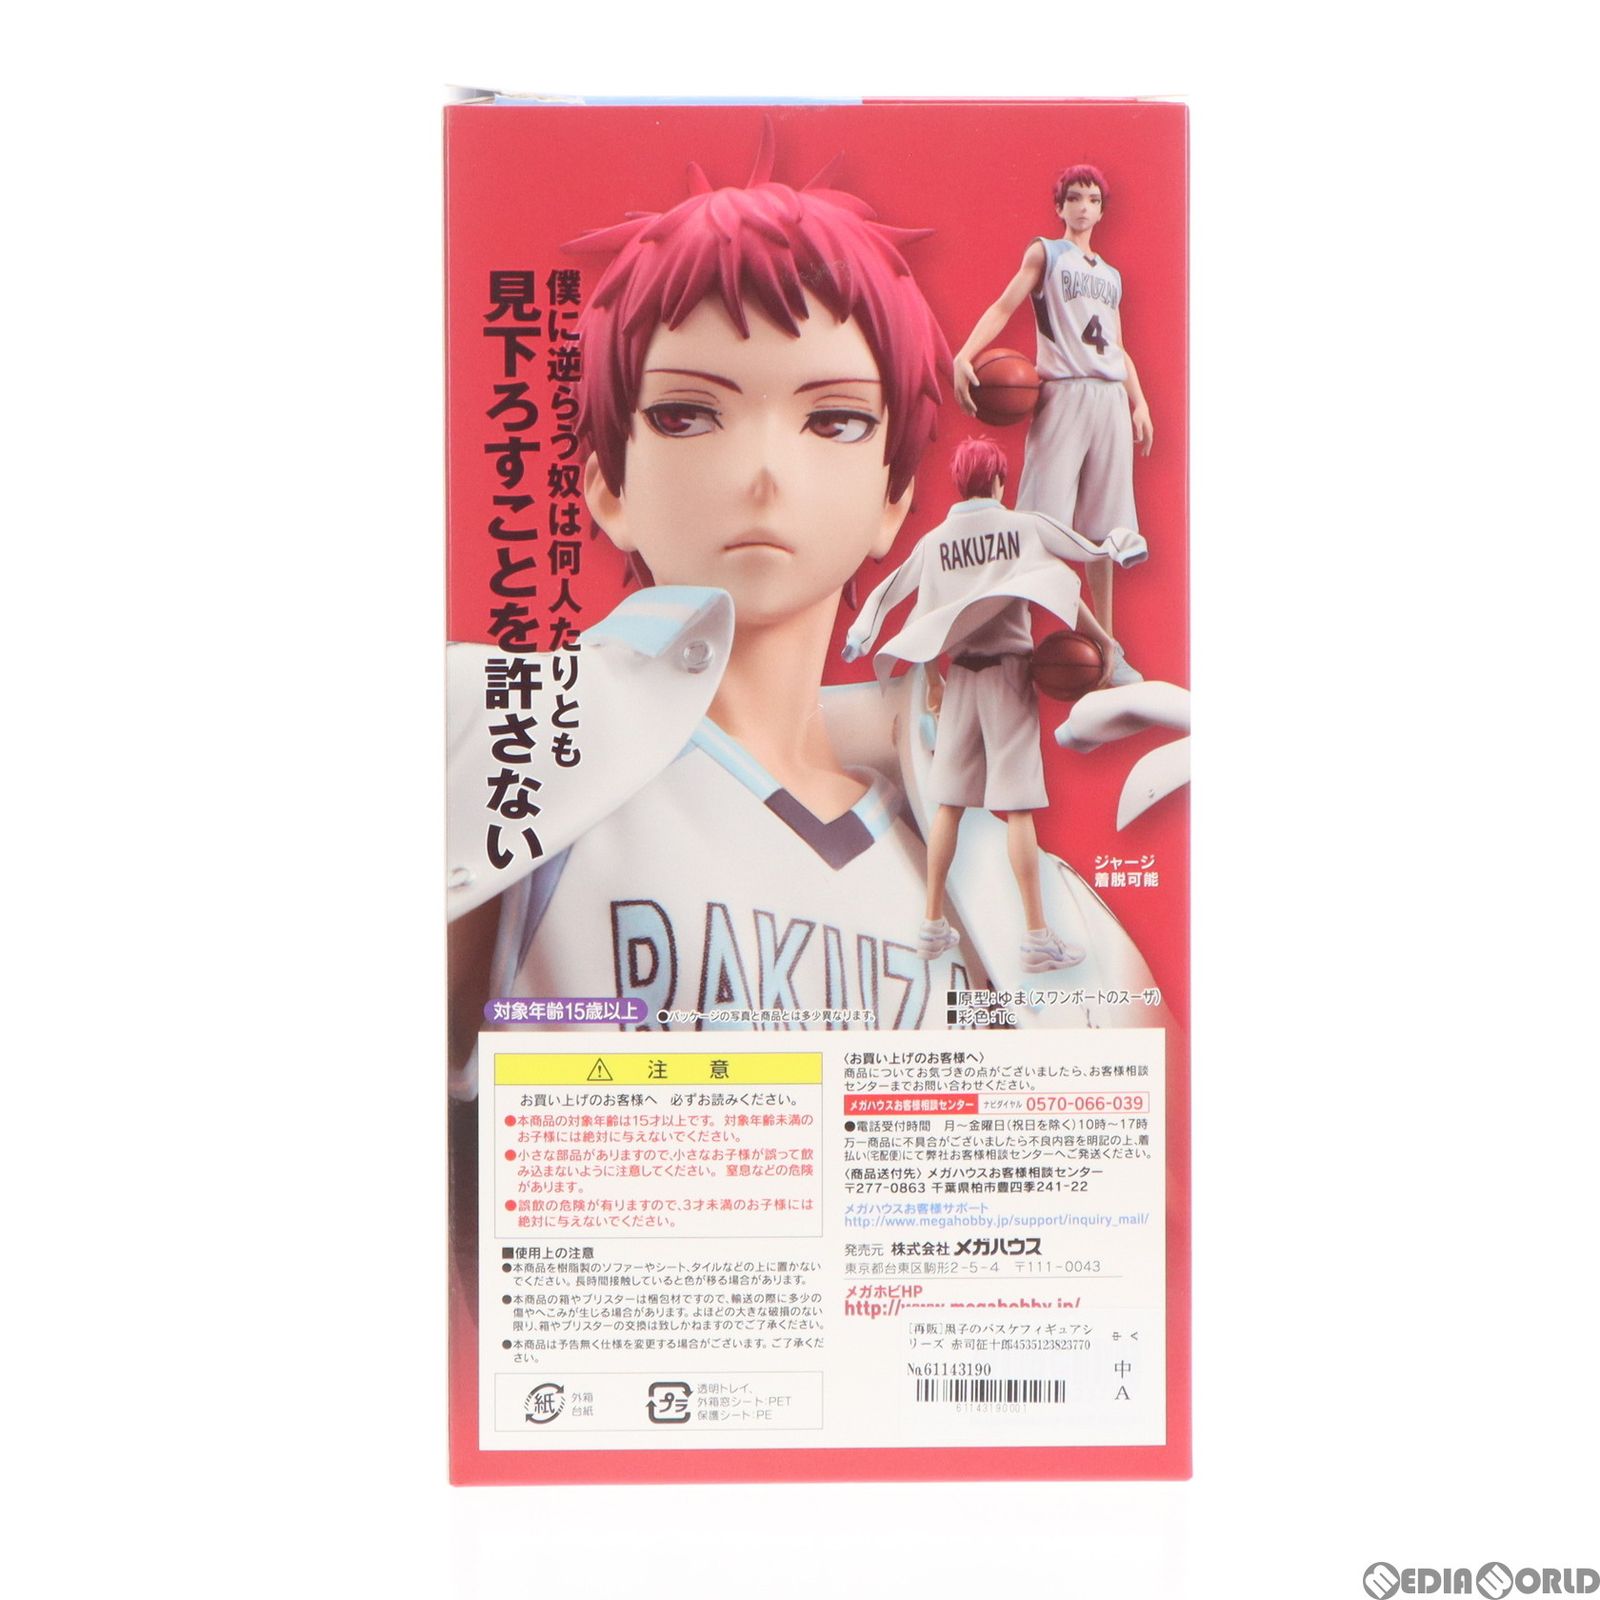 僕に逆らう奴は何人たりとも
見下ろすことを許さない
RAKUZAN
4
RAKUZAN
ジャージ
着脱可能
RAKUZAN
■原型:ゆま(スワンボートのスーザ)
■彩色:Tc
対象年齢15歳以上
●パッケージの写真と商品とは多少異なります。
注 意
お買い上げのお客様へ 必ずお読みください。
●本商品の対象年齢は15才以上です。対象年齢未満の
お子様には絶対に与えないでください。
●小さな部品がありますので、小さなお子様が誤って飲
み込まないように注意してください。窒息などの危険
があります。
●誤飲の危険が有りますので、3才未満のお子様には
絶対に与えないでください。
■使用上の注意
●本商品を樹脂製のソファーやシート、タイルなどの上に置かない
でください。長時間接触していると色が移る場合があります。
●本商品の箱やブリスターは梱包材ですので、輸送の際に多少の
傷やへこみが生じる場合があります。よほどの大きな破損のない
限り、箱やブリスターの交換は致しかねますのでご了承ください。
●本商品は予告無く仕様を変更する場合がございます。ご了承くだ
さい。
紙
外箱
台紙
プラ
透明トレイ、
外箱窓シート:PET
保護シート:PE
〈お買い上げのお客様へ〉
商品についてお気づきの点がございましたら、お客様相談
センターまでお問い合わせください。
メガハウスお客様相談センター ナビダイヤル 0570-066-039
●電話受付時間 月〜金曜日(祝日を除く)10時〜17時
万一商品に不具合がございましたら不良内容を明記の上、着
払い(宅配便)にて弊社お客様相談センターへご発送ください。
〈商品送付先〉メガハウスお客様相談センター
〒277-0863 千葉県柏市豊四季241-22
メガハウスお客様サポート
http://www.megahobby.jp/support/inquiry_mail/
発売元 株式会社メガハウス
東京都台東区駒形2-5-4 〒111-0043
メガホビHP
http://www.megahobby.jp/
[再販]黒子のバスケフィギュアシ
リーズ 赤司征十郎4535123823770
No.61143190
61143190001
中 A
中
A
MEDIAWORLD